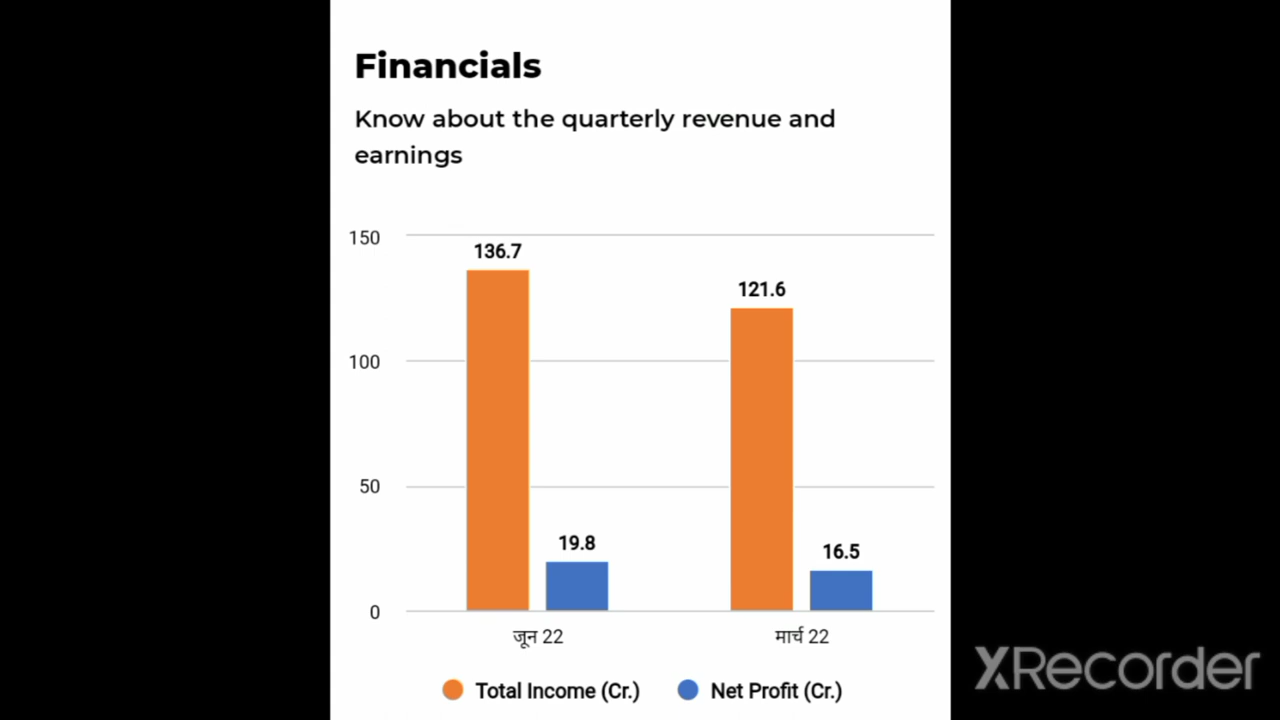 Financials
Know about the quarterly revenue and
earnings
150
136.7
121.6
100
50
19.8
16.5
0
जून 22
मार्च 22
Total Income (Cr.)
Net Profit (Cr.)
XRecorder